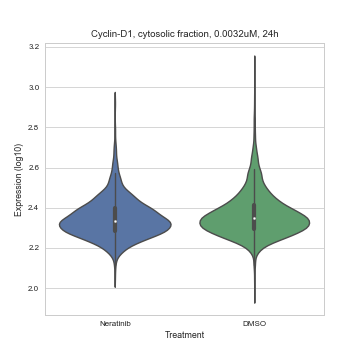 Cyclin-D1, cytosolic fraction, 0.0032uM, 24h
3.2
3.0
2.8
2.6
2.4
2.2
2.0
Expression (log10)
Neratinib DMSO
Treatment